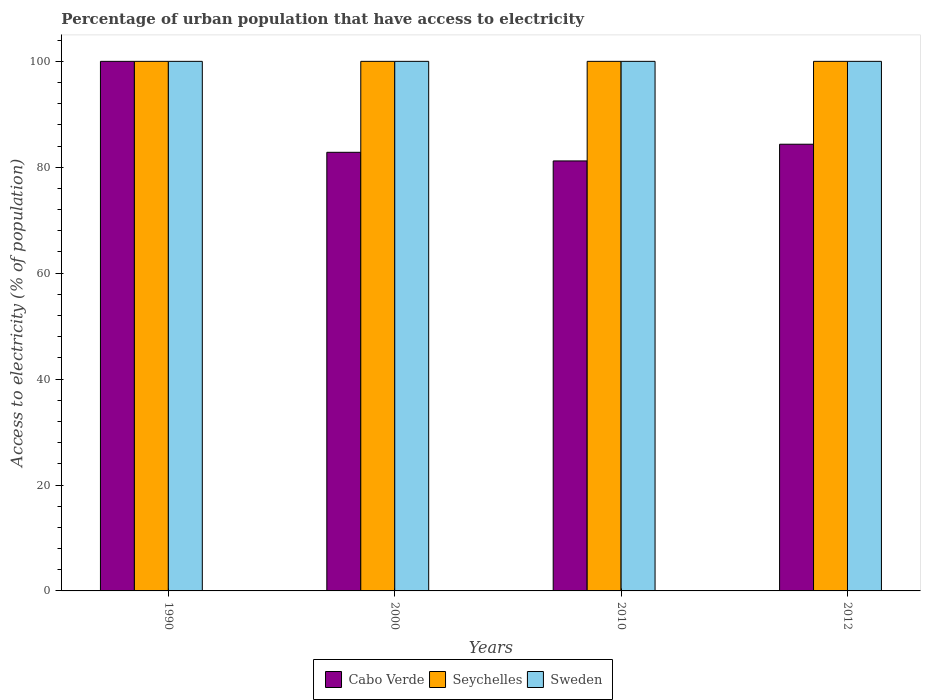 Percentage of urban population that have access to electricity
Access to electricity (% of population)
100
80
60
40
20
0
1990
2000
2010
2012
Years
Cabo Verde
Seychelles
Sweden